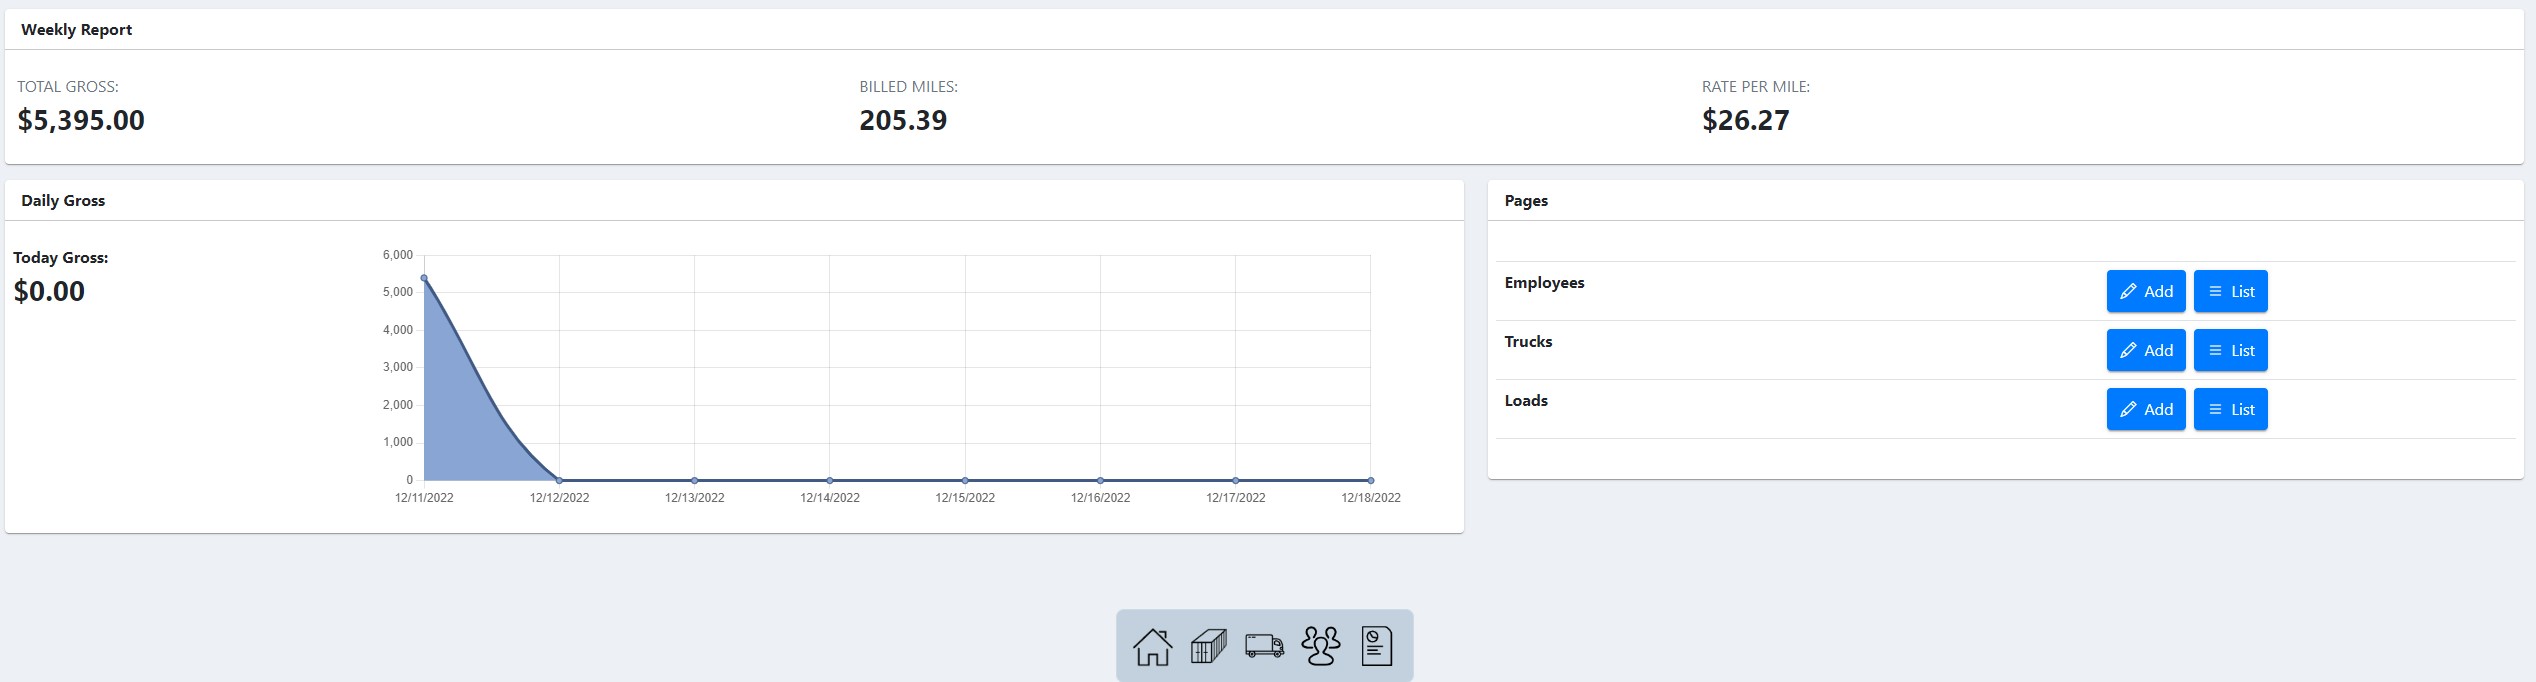 Weekly Report
TOTAL GROSS:
$5,395.00
BILLED MILES:
205.39
RATE PER MILE:
$26.27
Daily Gross
Today Gross:
$0.00
6,000
5,000
4,000
3,000
2,000
1,000
0
12/11/2022 12/12/2022 12/13/2022 12/14/2022 12/15/2022 12/16/2022 12/17/2022 12/18/2022
Pages
Employees Add List
Trucks Add List
Loads Add List